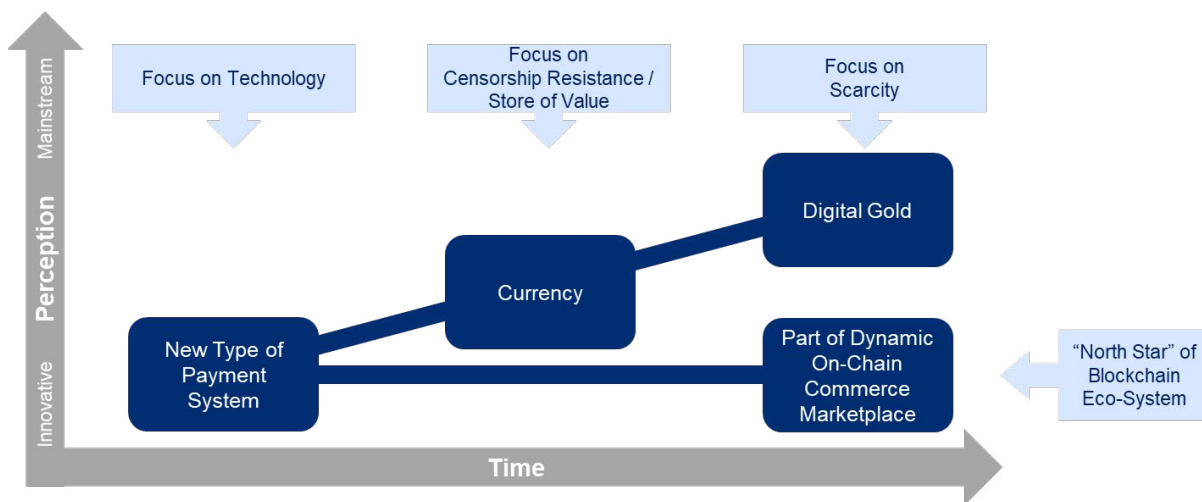 Focus on Technology
Focus on
Censorship Resistance /
Store of Value
Focus on
Scarcity
Mainstream
Perception
Innovative
Digital Gold
Currency
New Type of
Payment
System
Part of Dynamic
On-Chain
Commerce
Marketplace
“North Star” of
Blockchain
Eco-System
Time